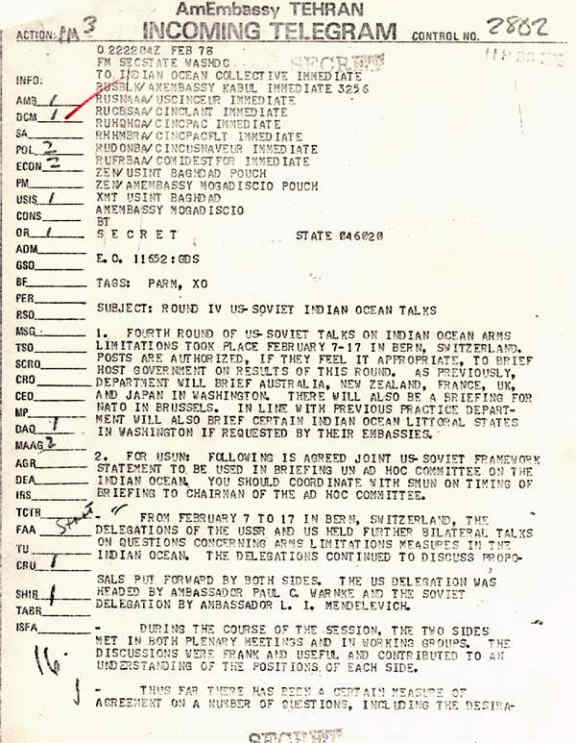 AmEmbassy TEHRAN
INCOMING TELEGRAM
ACTION: PM 3
CONTROL NO. 2802
O 222204Z FEB 78
FM SECSTATE WASHDC
SECRET
TO INDIAN OCEAN COLLECTIVE IMMEDIATE
RUSBLK/AMEMBASSY KABUL IMMEDIATE 3256
RUSNAAA/USCINCEUR IMMEDIATE
RUCBSAA/CINCLANT IMMEDIATE
RUHQHQA/CINCPAC IMMEDIATE
RUHHMBRA/CINCPACFLT IMMEDIATE
RUDONBA/CINCUSNAVEUR IMMEDIATE
RUFRBAA/COMIDEASTFOR IMMEDIATE
ZEN/USINT BAGHDAD POUCH
ZEN/AMEMBASSY MOGADISCIO POUCH
XMT USINT BAGHDAD
AMEMBASSY MOGADISCIO
BT
S E C R E T STATE 046020
E.O. 11652:GDS
TAGS: PARM, XO
SUBJECT: ROUND IV US-SOVIET INDIAN OCEAN TALKS
1. FOURTH ROUND OF US-SOVIET TALKS ON INDIAN OCEAN ARMS
LIMITATIONS TOOK PLACE FEBRUARY 7-17 IN BERN, SWITZERLAND.
POSTS ARE AUTHORIZED, IF THEY FEEL IT APPROPRIATE, TO BRIEF
HOST GOVERNMENT ON RESULTS OF THIS ROUND. AS PREVIOUSLY,
DEPARTMENT WILL BRIEF AUSTRALIA, NEW ZEALAND, FRANCE, UK,
AND JAPAN IN WASHINGTON. THERE WILL ALSO BE A BRIEFING FOR
NATO IN BRUSSELS. IN LINE WITH PREVIOUS PRACTICE DEPART-
MENT WILL ALSO BRIEF CERTAIN INDIAN OCEAN LITTORAL STATES
IN WASHINGTON IF REQUESTED BY THEIR EMBASSIES.
2. FOR USUN: FOLLOWING IS AGREED JOINT US-SOVIET FRAMEWORK
STATEMENT TO BE USED IN BRIEFING UN AD HOC COMMITTEE ON THE
INDIAN OCEAN. YOU SHOULD COORDINATE WITH SMUN ON TIMING OF
BRIEFING TO CHAIRMAN OF THE AD HOC COMMITTEE.
- FROM FEBRUARY 7 TO 17 IN BERN, SWITZERLAND, THE
DELEGATIONS OF THE USSR AND US HELD FURTHER BILATERAL TALKS
ON QUESTIONS CONCERNING ARMS LIMITATIONS MEASURES IN THE
INDIAN OCEAN. THE DELEGATIONS CONTINUED TO DISCUSS PROPO-
SALS PUT FORWARD BY BOTH SIDES. THE US DELEGATION WAS
HEADED BY AMBASSADOR PAUL C. WARNKE AND THE SOVIET
DELEGATION BY AMBASSADOR L. I. MENDELEVICH.
- DURING THE COURSE OF THE SESSION, THE TWO SIDES
MET IN BOTH PLENARY MEETINGS AND IN WORKING GROUPS. THE
DISCUSSIONS WERE FRANK AND USEFUL AND CONTRIBUTED TO AN
UNDERSTANDING OF THE POSITIONS OF EACH SIDE.
- THUS FAR THERE HAS BEEN A CERTAIN MEASURE OF
AGREEMENT ON A NUMBER OF QUESTIONS, INCLUDING THE DESIRA-
SECRET
INFO:
AMB 1
DCM 1
SA
POL 2
ECON 2
PM
USIS 1
CONS
OR 1
ADM
GSO
BF
PER
RSO
MSG
TSO
SCRO
CRO
CEO
MP
DAO 1
MAAG 2
AGR
DEA
IRS
TCTR
FAA
TU
CRU 1
SHIR 1
TABR
ISFA
16